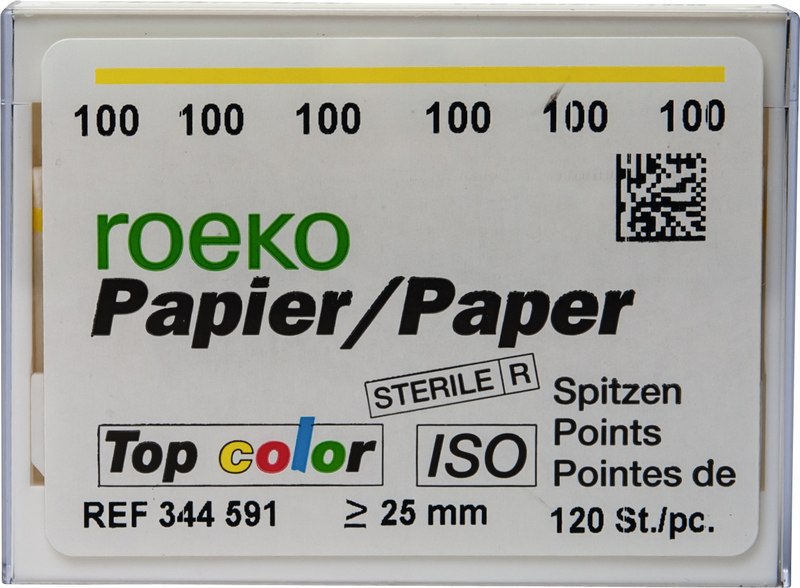 100 100 100 100 100 100
roeko
Papier/Paper
STERILE R
Spitzen
Points
Pointes de
Top color
ISO
REF 344 591
≥ 25 mm
120 St./pc.